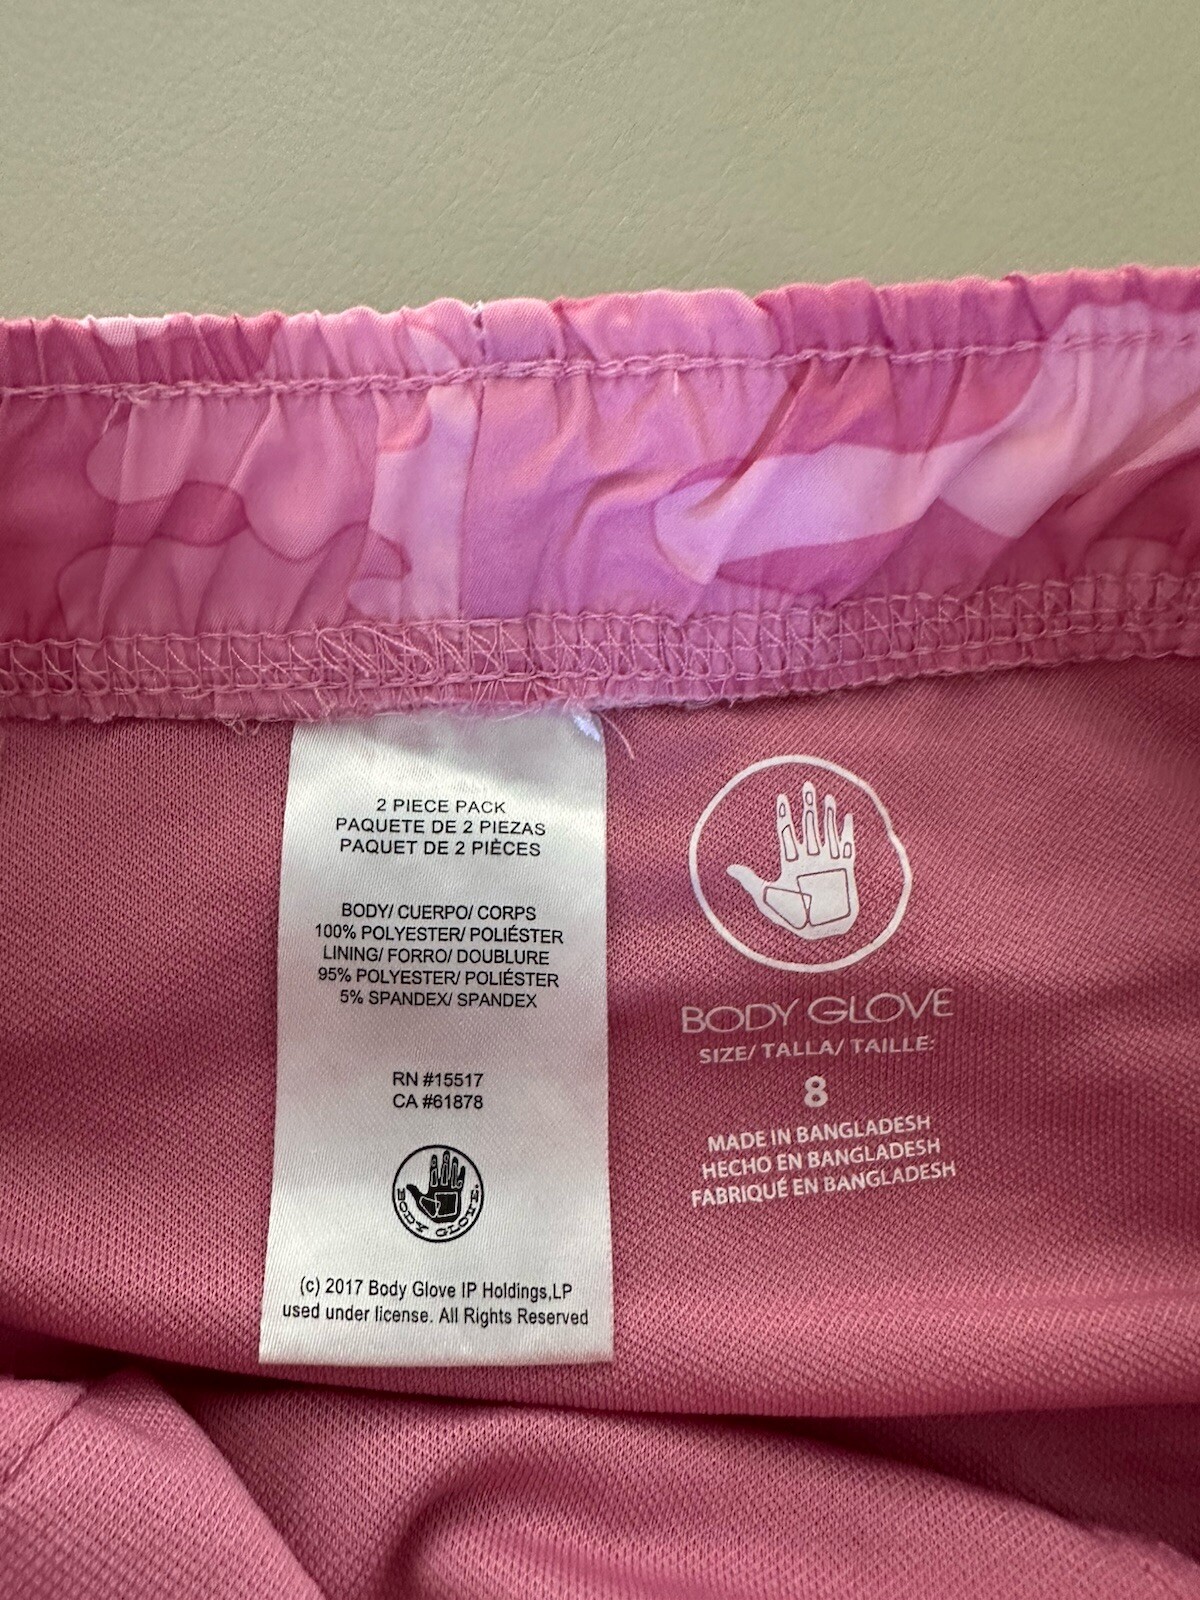 2 PIECE PACK
PAQUETE DE 2 PIEZAS
PAQUET DE 2 PIÈCES
BODY/ CUERPO/ CORPS
100% POLYESTER/ POLIÉSTER
LINING/ FORRO/ DOUBLURE
95% POLYESTER/ POLIÉSTER
5% SPANDEX/ SPANDEX
RN #15517
CA #61878
BODY GLOVE.
(c) 2017 Body Glove IP Holdings,LP
used under license. All Rights Reserved
BODY GLOVE
SIZE/ TALLA/ TAILLE:
8
MADE IN BANGLADESH
HECHO EN BANGLADESH
FABRIQUÉ EN BANGLADESH